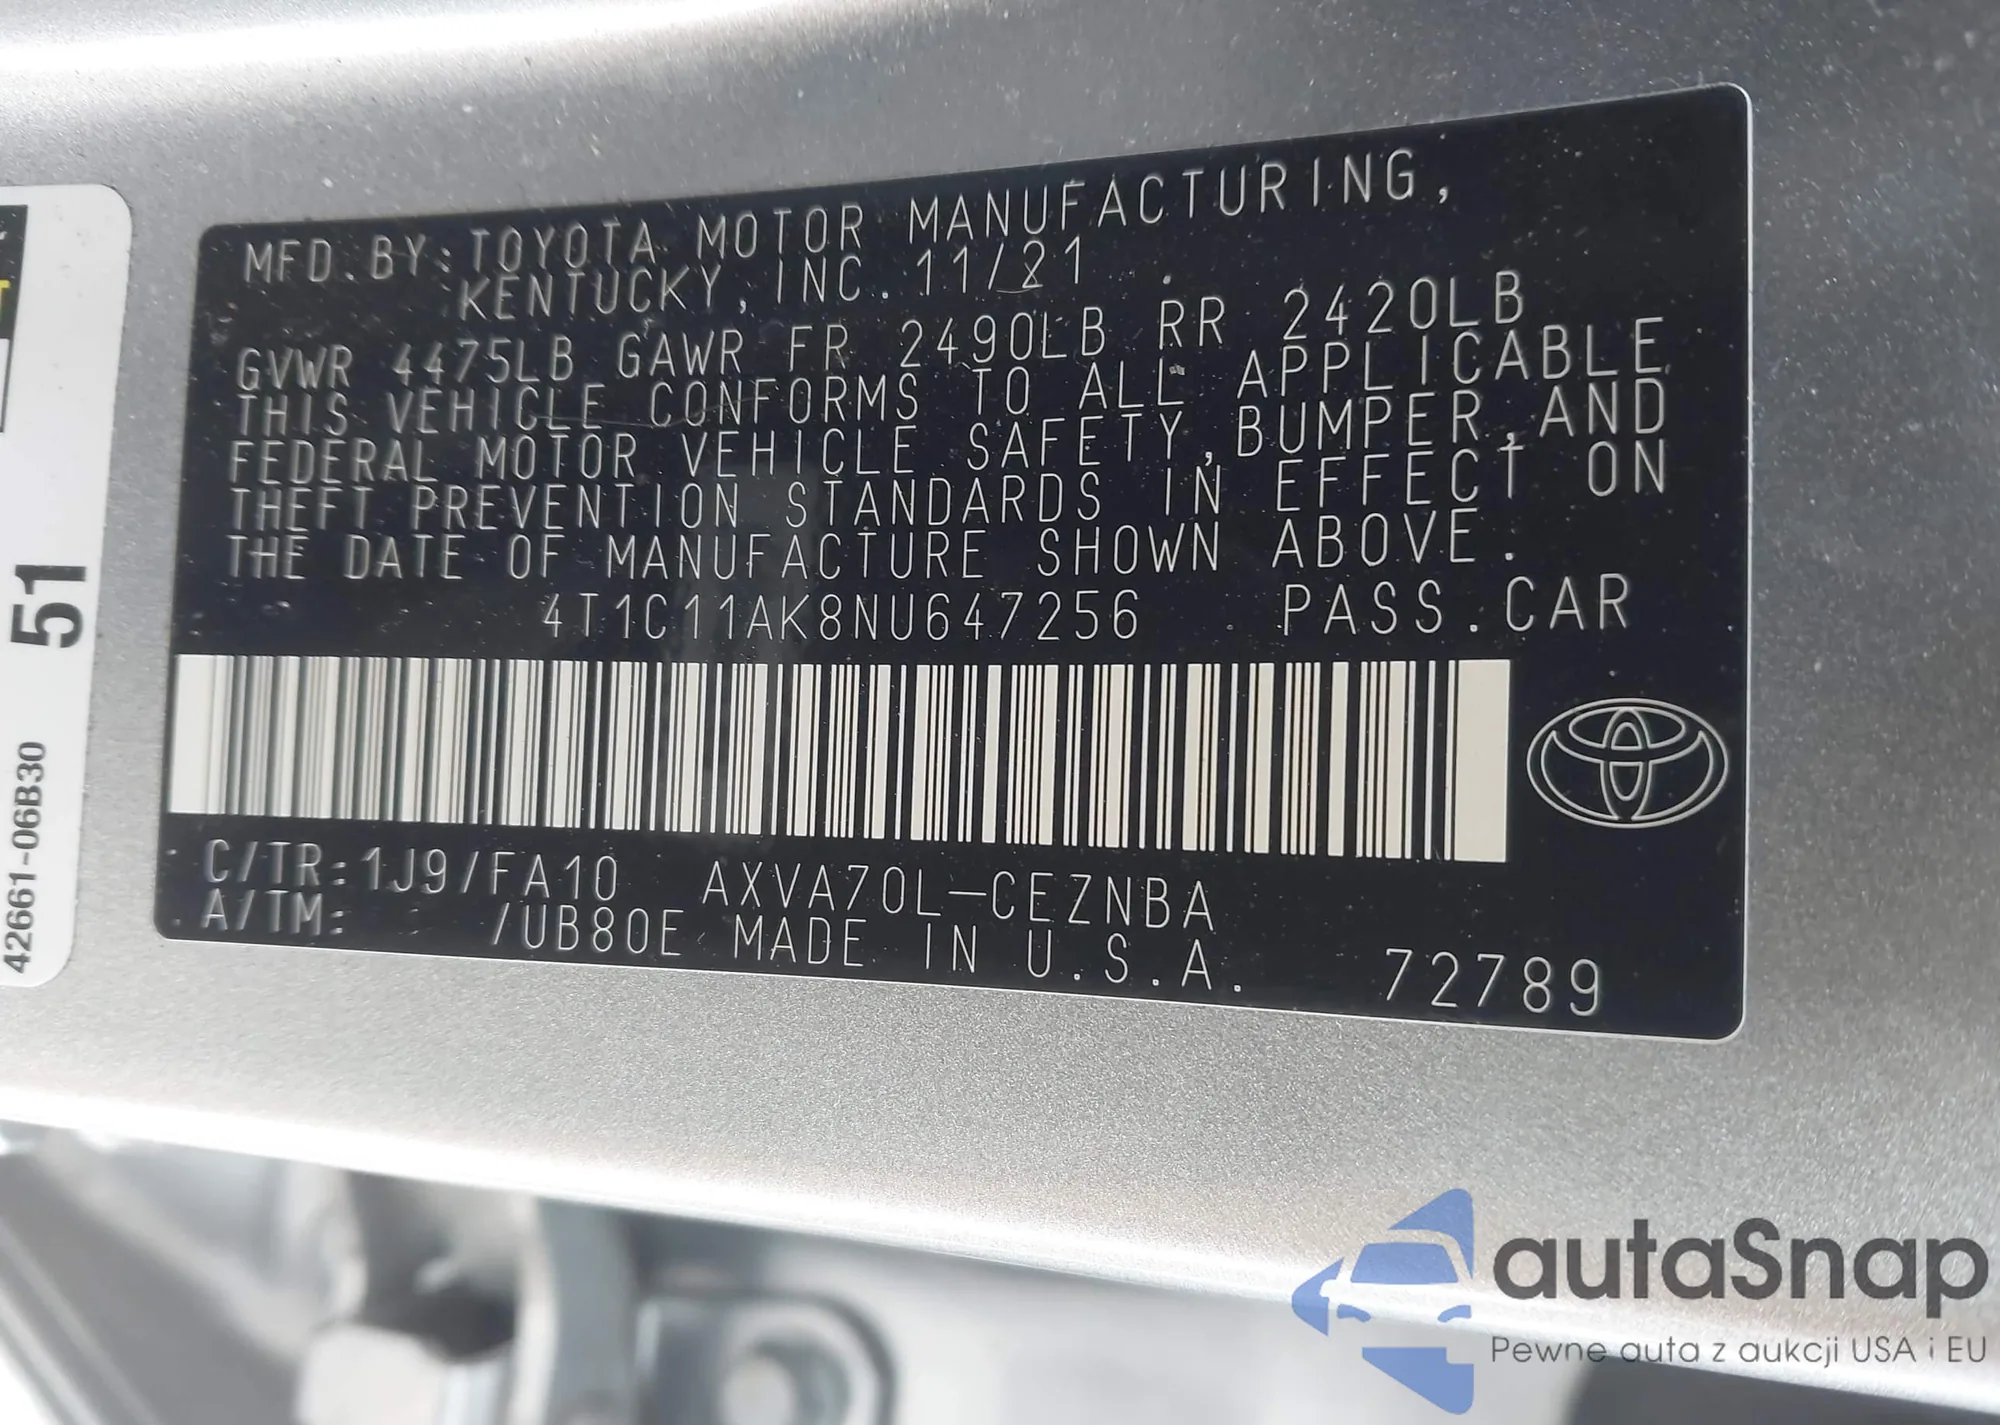 MFD. BY: TOYOTA MOTOR MANUFACTURING,
KENTUCKY, INC. 11/21
GVWR 4475LB GAWR FR 2490LB RR 2420LB
THIS VEHICLE CONFORMS TO ALL APPLICABLE
FEDERAL MOTOR VEHICLE SAFETY, BUMPER, AND
THEFT PREVENTION STANDARDS IN EFFECT ON
THE DATE OF MANUFACTURE SHOWN ABOVE.
4T1C11AK8NU647256 PASS. CAR
C/TR: 1J9/FA10 AXVA70L-CEZNBA
A/TM: /UB80E MADE IN U.S.A. 72789
51
42661-06B30
autaSnap
Pewne auta z aukcji USA i EU